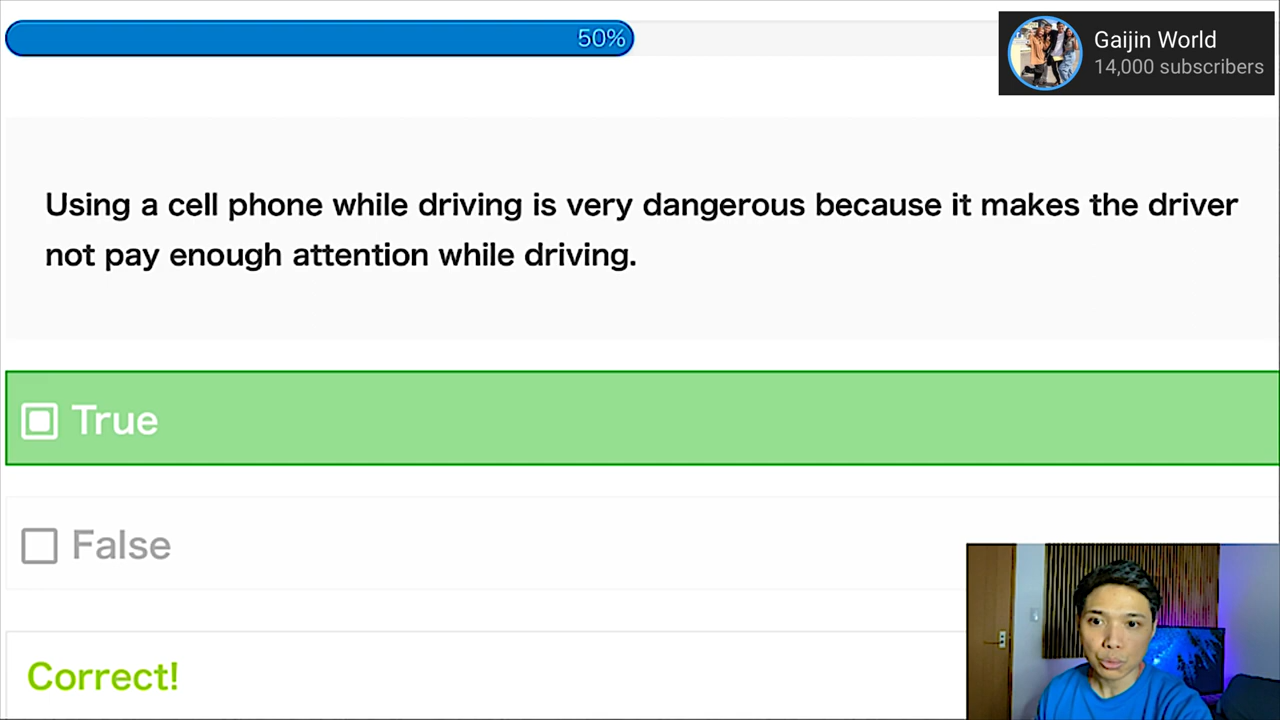 50%
Gaijin World
14,000 subscribers
Using a cell phone while driving is very dangerous because it makes the driver
not pay enough attention while driving.
True
False
Correct!